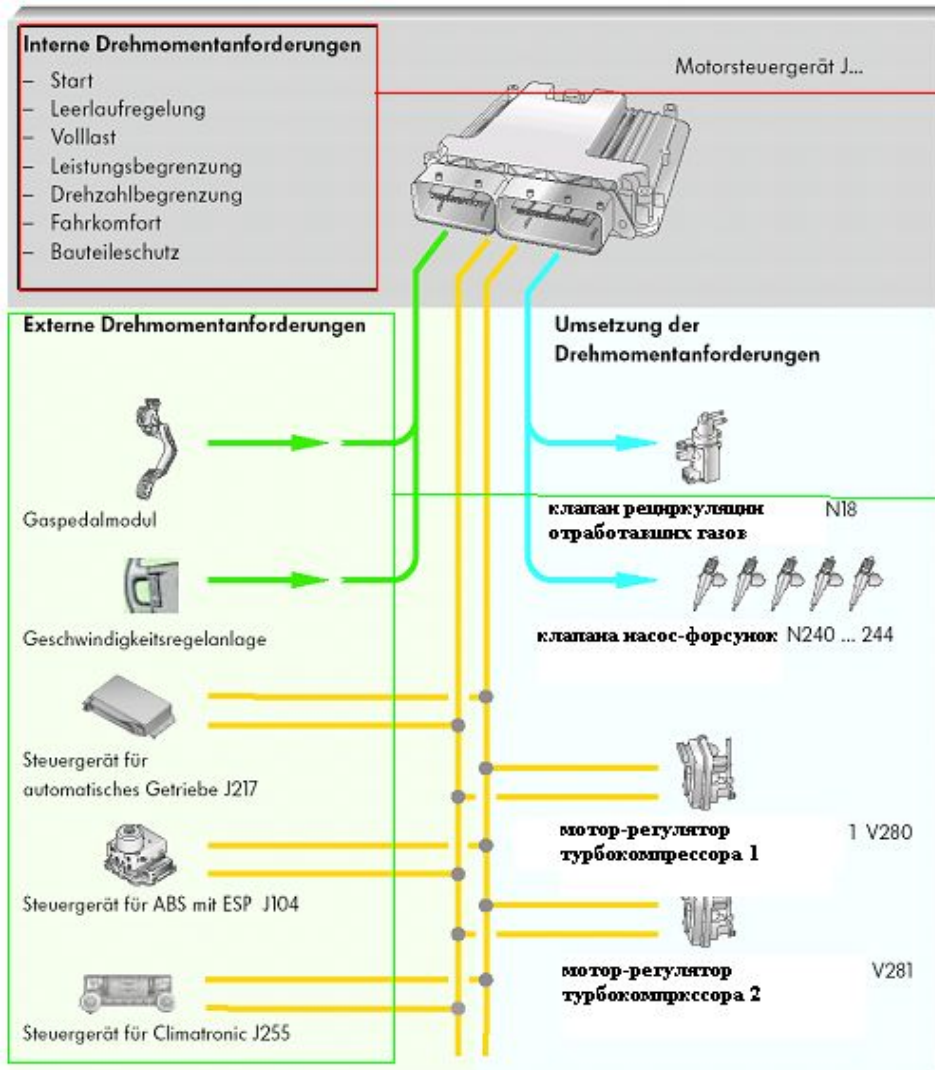 Interne Drehmomentanforderungen
– Start
– Leerlaufregelung
– Volllast
– Leistungsbegrenzung
– Drehzahlbegrenzung
– Fahrkomfort
– Bauteileschutz
Motorsteuergerät J...
Externe Drehmomentanforderungen
Gaspedalmodul
Geschwindigkeitsregelanlage
Steuergerät für
automatisches Getriebe J217
Steuergerät für ABS mit ESP J104
Steuergerät für Climatronic J255
Umsetzung der
Drehmomentanforderungen
клапан рециркуляции N18
отработавших газов
клапана насос-форсунок N240 ... 244
мотор-регулятор 1 V280
турбокомпрессора 1
мотор-регулятор V281
турбокомпркссора 2